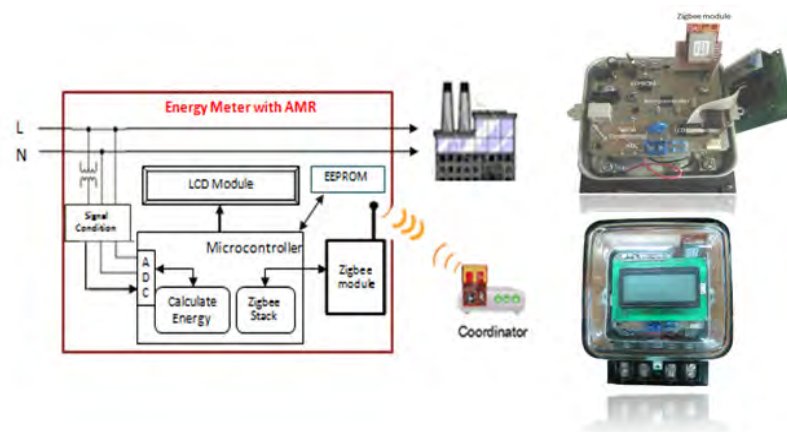 Energy Meter with AMR
L
N
LCD Module
EEPROM
Signal
Condition
Microcontroller
A
D
C
Calculate
Energy
Zigbee
Stack
Zigbee
module
Coordinator
Zigbee module